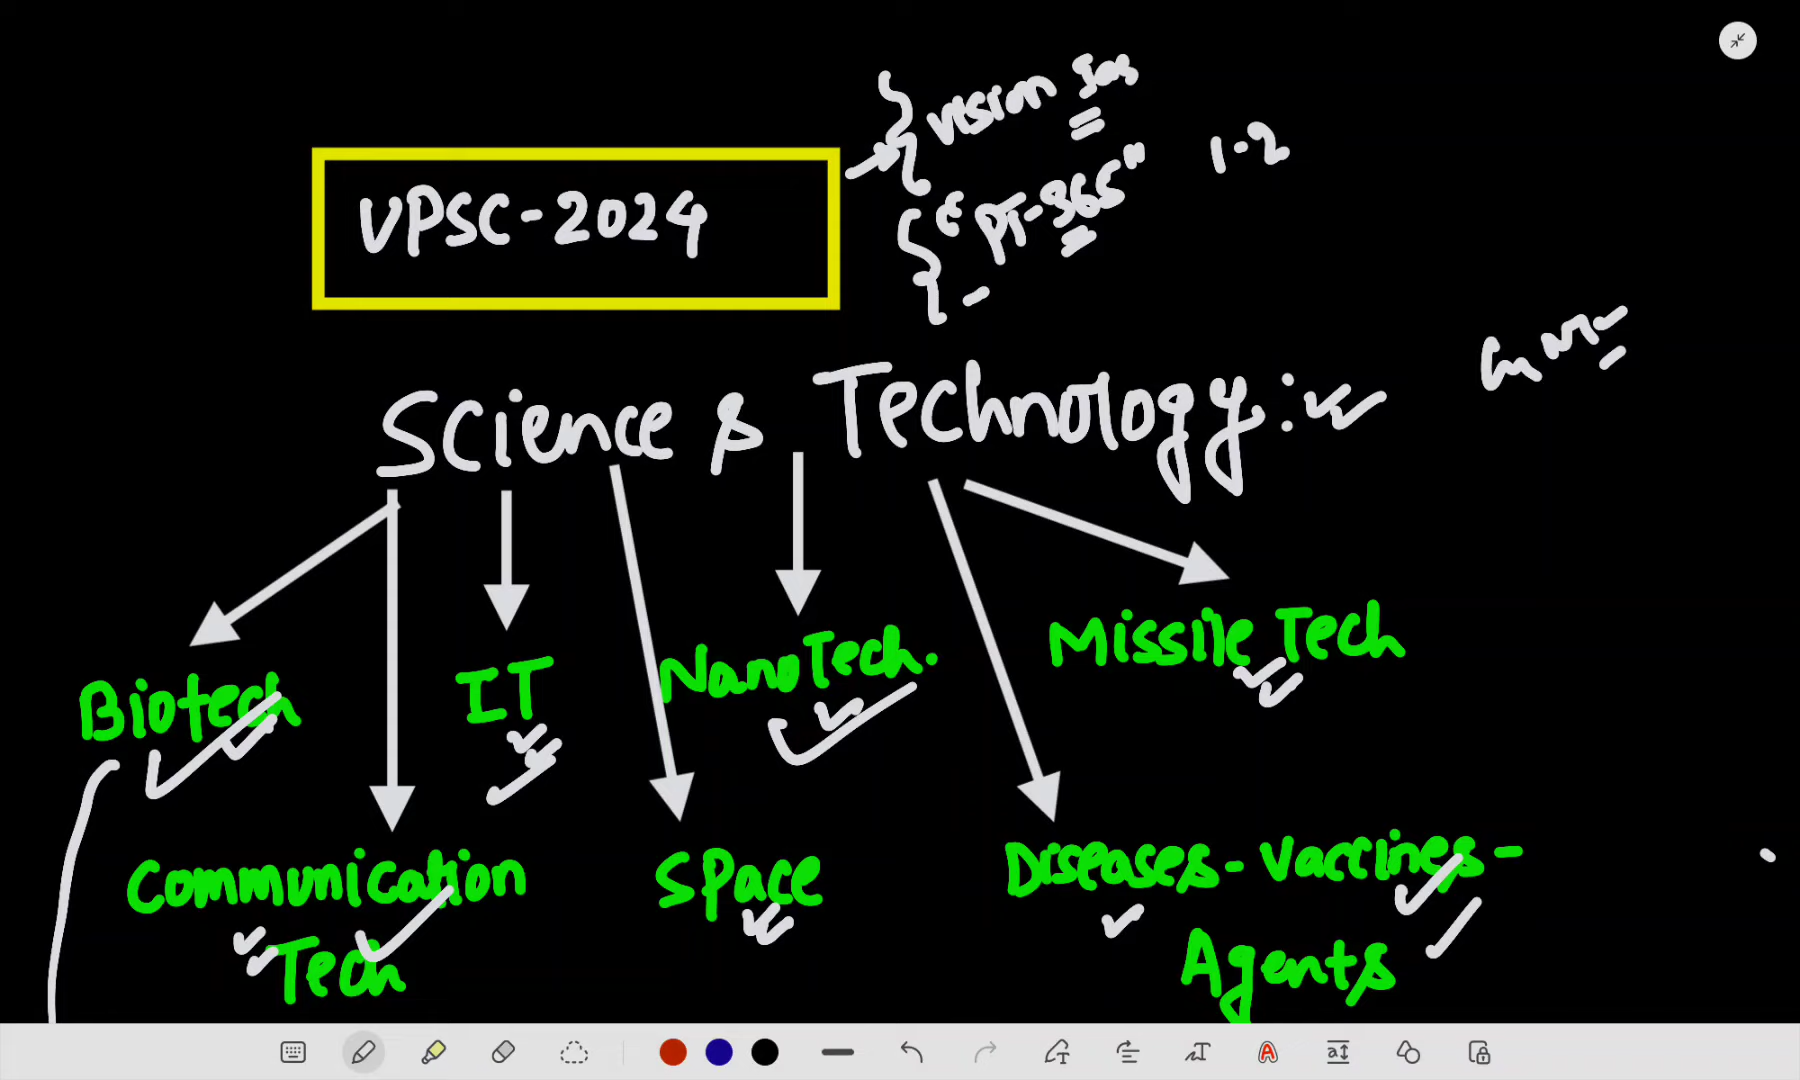 Vision Ias
"PT-365" 1-2
UPSC-2024
Science & Technology:
Missile Tech
NanoTech.
IT
Biotech
Diseases - Vaccines -
Agents
Space
Communication
Tech